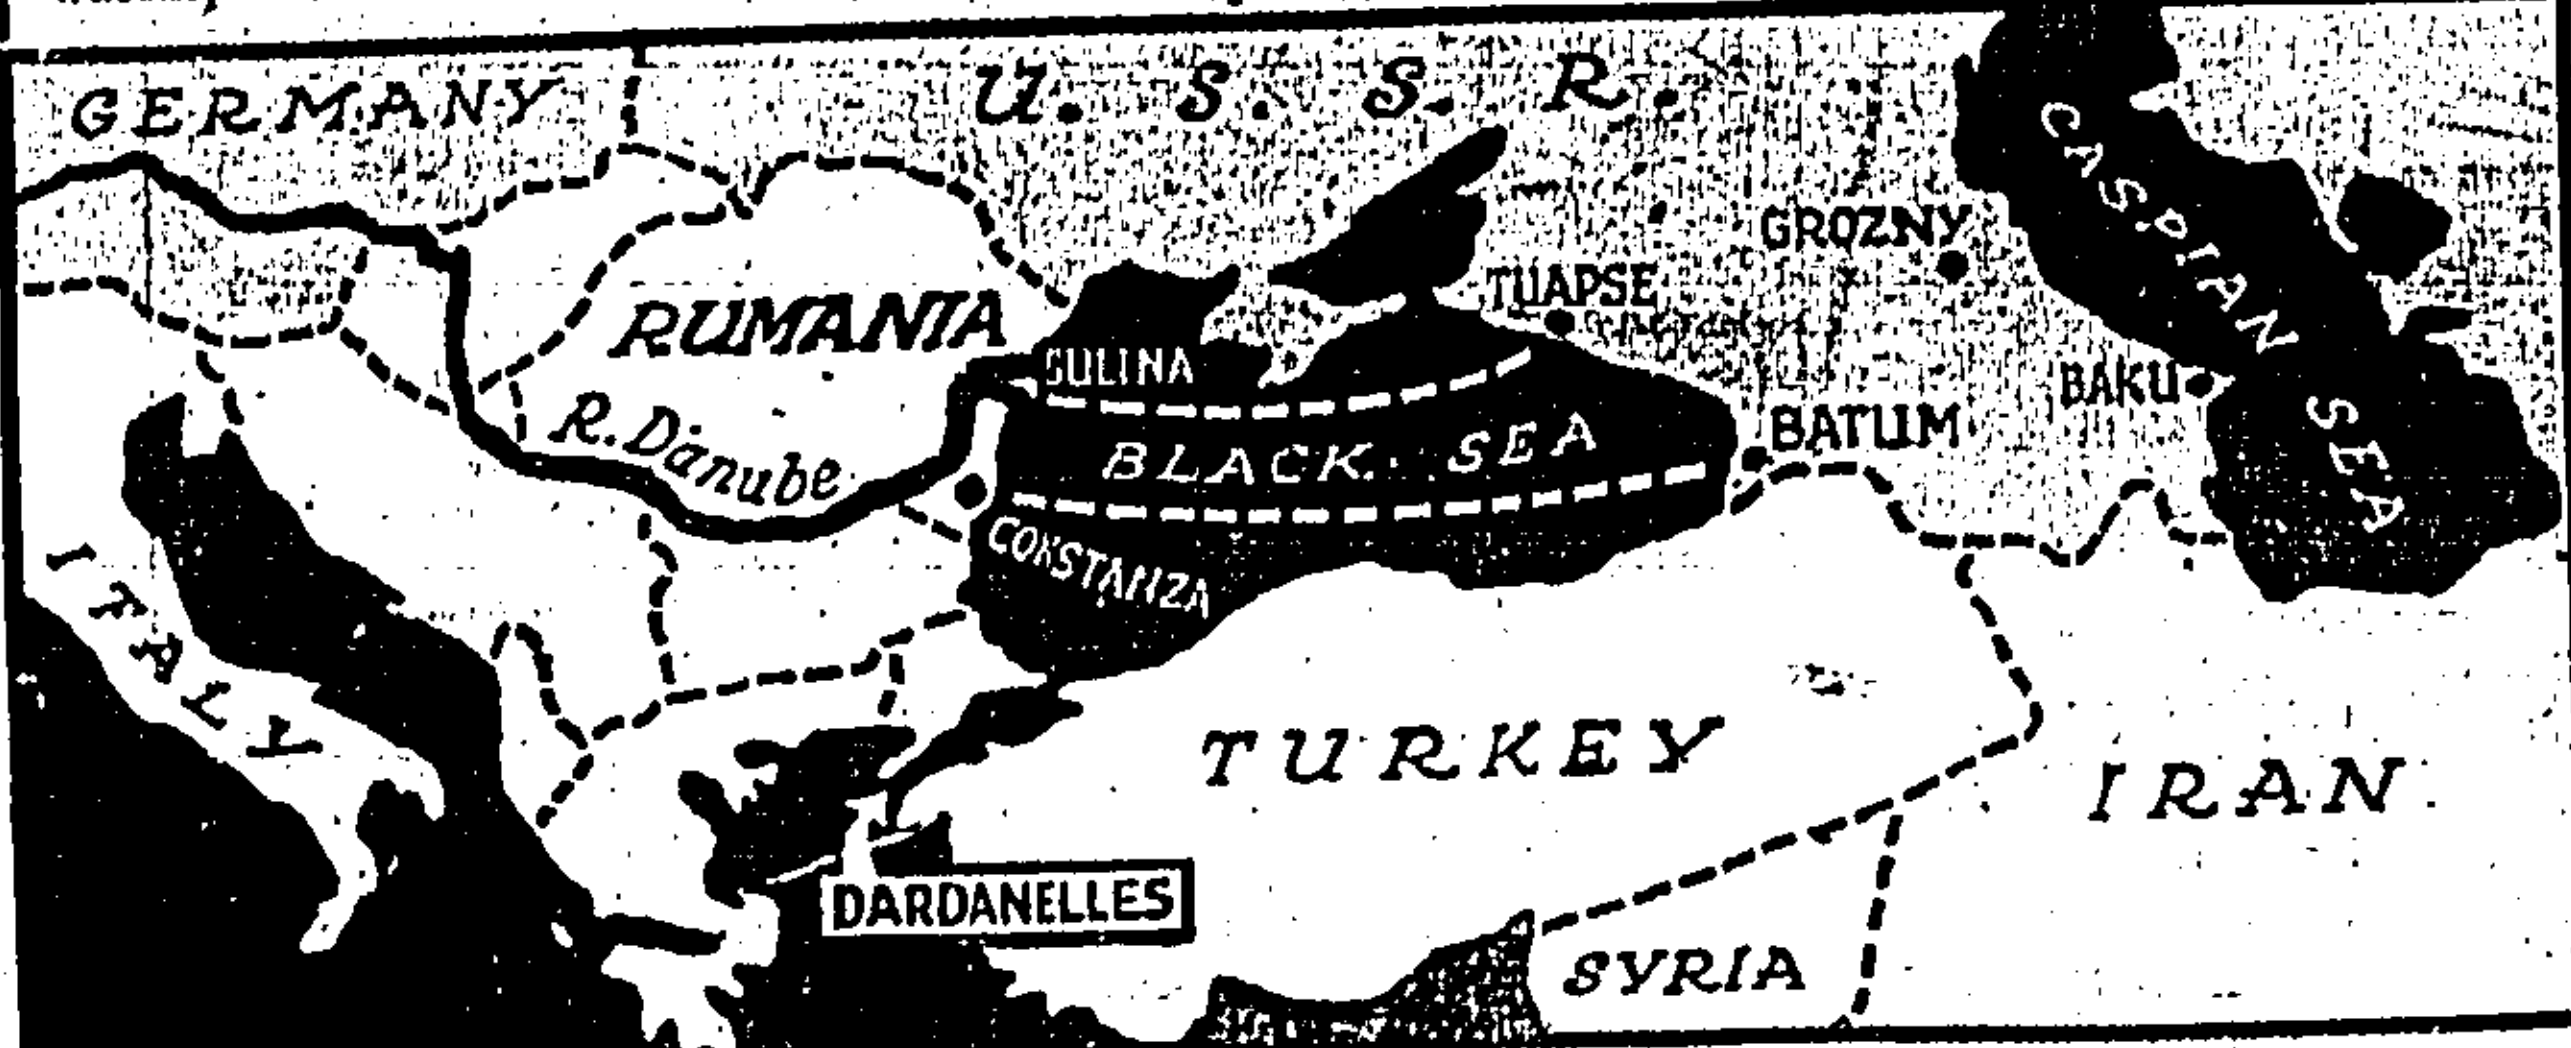 GERMANY
U. S. S. R.
GROZNY
TUAPSE
CASPIAN SEA
RUMANIA
SULINA
BAKU
BATUM
R. Danube
BLACK SEA
CONSTANZA
ITALY
TURKEY
IRAN
DARDANELLES
SYRIA